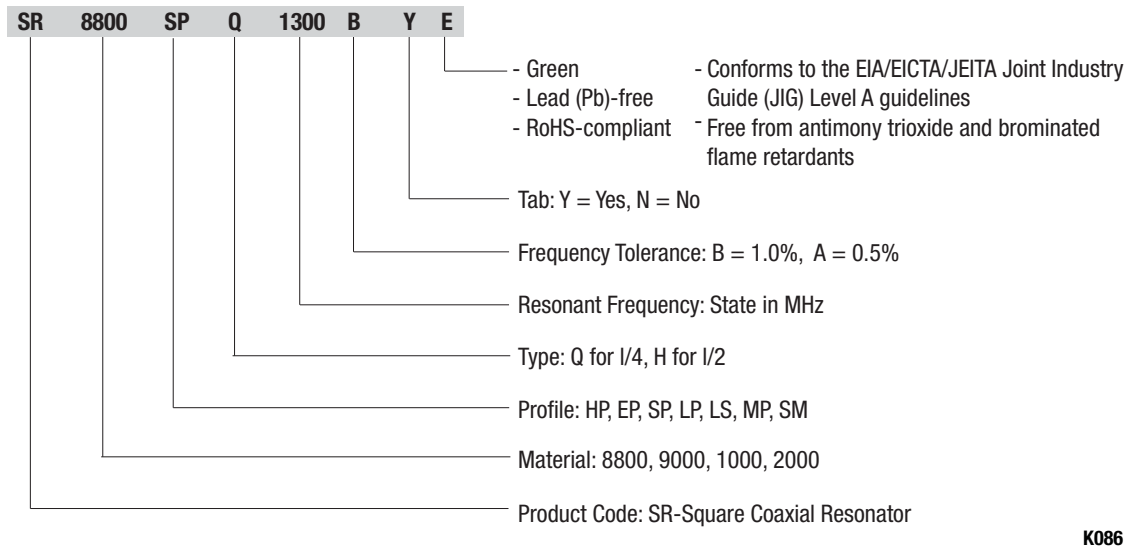 SR 8800 SP Q 1300 B Y E
- Green
- Lead (Pb)-free
- RoHS-compliant
- Conforms to the EIA/EICTA/JEITA Joint Industry
Guide (JIG) Level A guidelines
- Free from antimony trioxide and brominated
flame retardants
Tab: Y = Yes, N = No
Frequency Tolerance: B = 1.0%, A = 0.5%
Resonant Frequency: State in MHz
Type: Q for l/4, H for l/2
Profile: HP, EP, SP, LP, LS, MP, SM
Material: 8800, 9000, 1000, 2000
Product Code: SR-Square Coaxial Resonator
K086